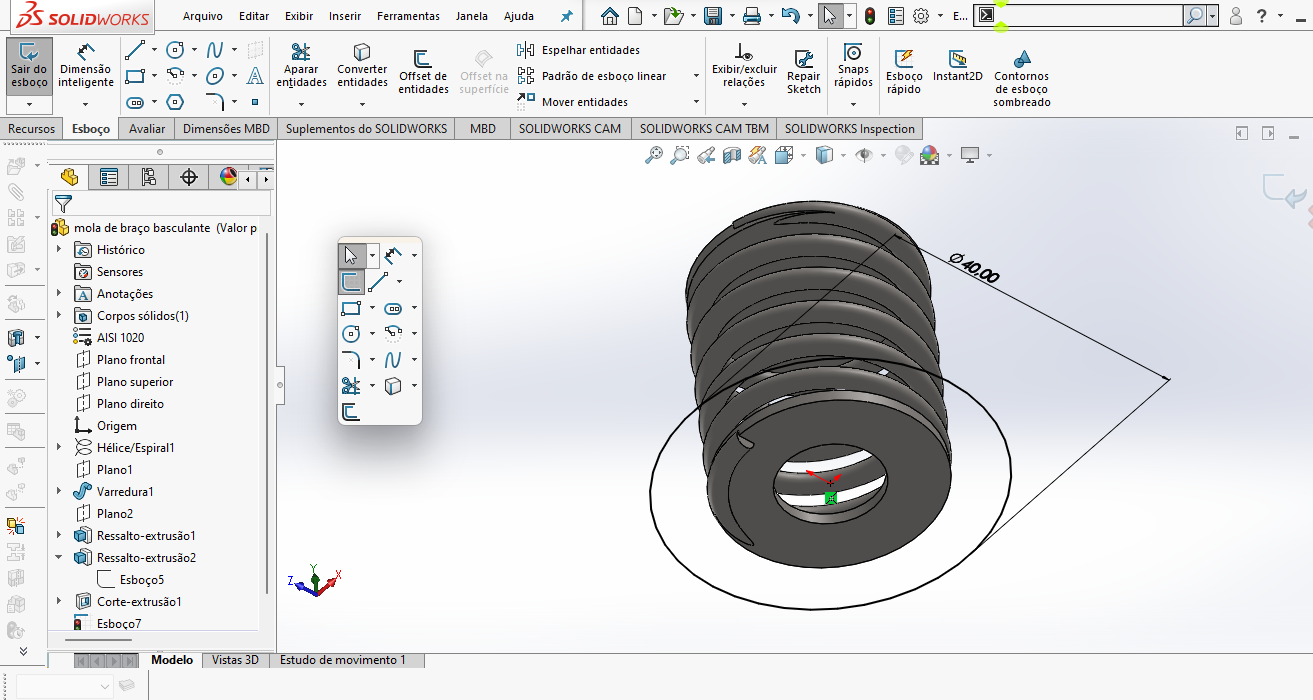 SOLIDWORKS
Arquivo Editar Exibir Inserir Ferramentas Janela Ajuda
E...
?
Sair do esboço
Dimensão inteligente
Aparar entidades
Converter entidades
Offset de entidades
Offset na superfície
Espelhar entidades
Padrão de esboço linear
Mover entidades
Exibir/excluir relações
Repair Sketch
Snaps rápidos
Esboço rápido
Instant2D
Contornos de esboço sombreado
Recursos Esboço Avaliar Dimensões MBD Suplementos do SOLIDWORKS MBD SOLIDWORKS CAM SOLIDWORKS CAM TBM SOLIDWORKS Inspection
mola de braço basculante (Valor p
Histórico
Sensores
Anotações
Corpos sólidos(1)
AISI 1020
Plano frontal
Plano superior
Plano direito
Origem
Hélice/Espiral1
Plano1
Varredura1
Plano2
Ressalto-extrusão1
Ressalto-extrusão2
Esboço5
Corte-extrusão1
Esboço7
Ø 40,00
Y
Z
X
Modelo Vistas 3D Estudo de movimento 1